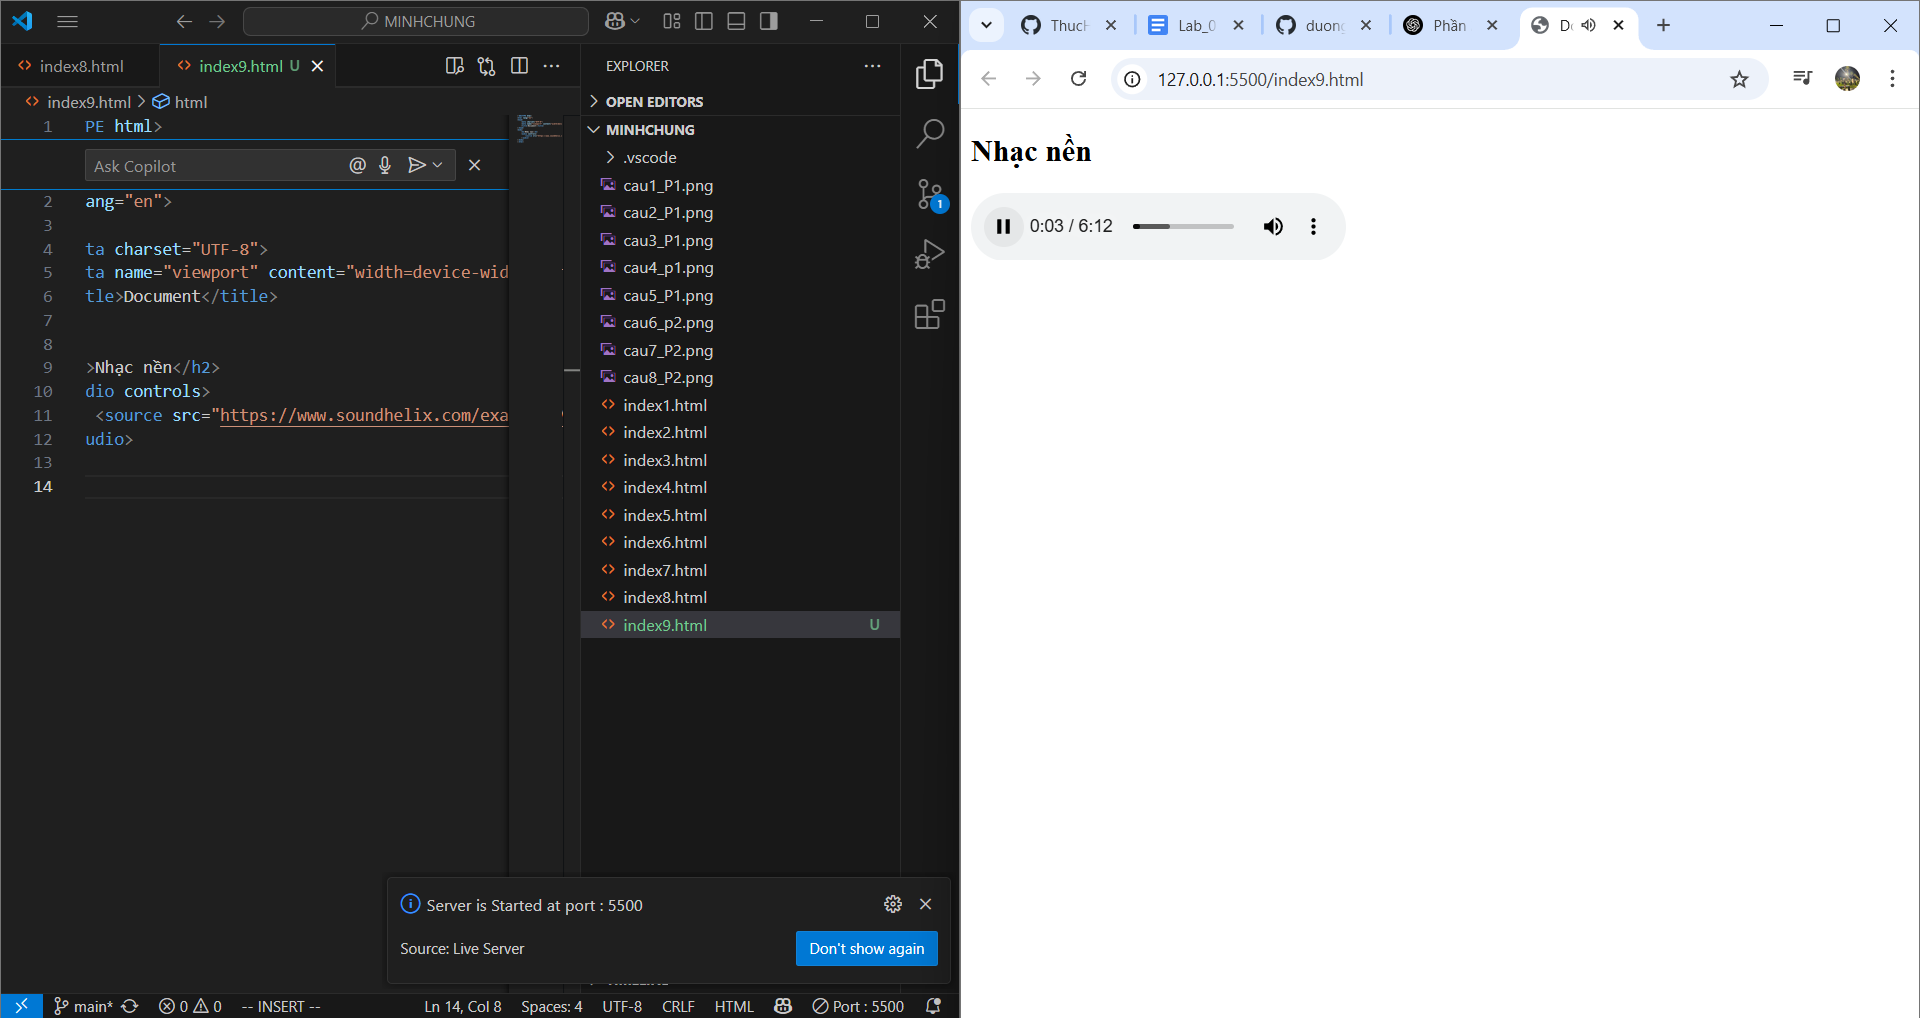 MINHCHUNG
index8.html
index9.html U
index9.html > html
1 PE html>
Ask Copilot
2 ang="en">
3
4 ta charset="UTF-8">
5 ta name="viewport" content="width=device-wid
6 tle>Document</title>
7
8
9 >Nhạc nền</h2>
10 dio controls>
11 <source src="https://www.soundhelix.com/exa
12 udio>
13
14
EXPLORER
OPEN EDITORS
MINHCHUNG
.vscode
cau1_P1.png
cau2_P1.png
cau3_P1.png
cau4_p1.png
cau5_P1.png
cau6_p2.png
cau7_P2.png
cau8_P2.png
index1.html
index2.html
index3.html
index4.html
index5.html
index6.html
index7.html
index8.html
index9.html U
1
Server is Started at port : 5500
Source: Live Server
Don't show again
main* 0 0 -- INSERT -- Ln 14, Col 8 Spaces: 4 UTF-8 CRLF HTML Port : 5500
Thuc Lab_0 duong Phần
127.0.0.1:5500/index9.html
Nhạc nền
0:03 / 6:12